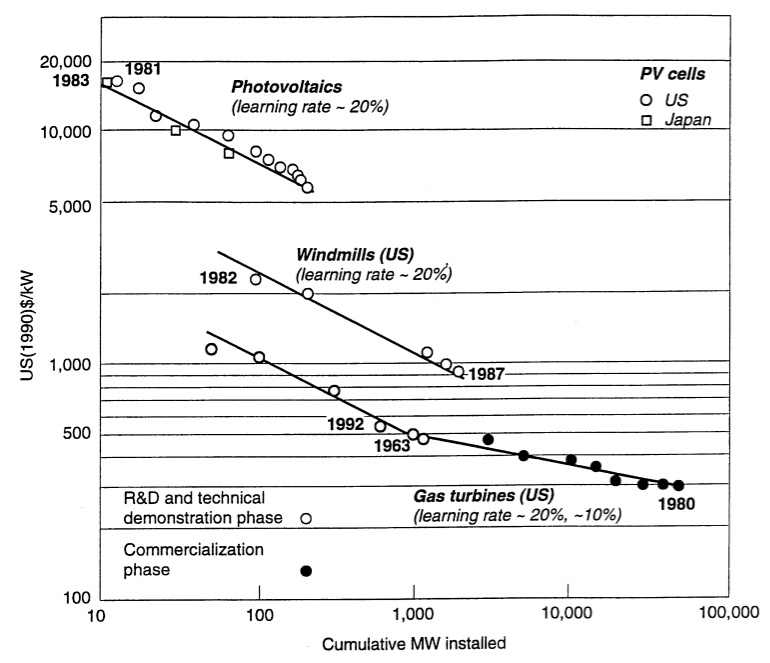 20,000
1983
1981
10,000
5,000
1,000
500
100
US(1990)$/kW
Photovoltaics
(learning rate ~ 20%)
PV cells
US
Japan
Windmills (US)
(learning rate ~ 20%)
1982
1987
1992
1963
Gas turbines (US)
(learning rate ~ 20%, ~10%)
1980
R&D and technical
demonstration phase
Commercialization
phase
10
100
1,000
10,000
100,000
Cumulative MW installed